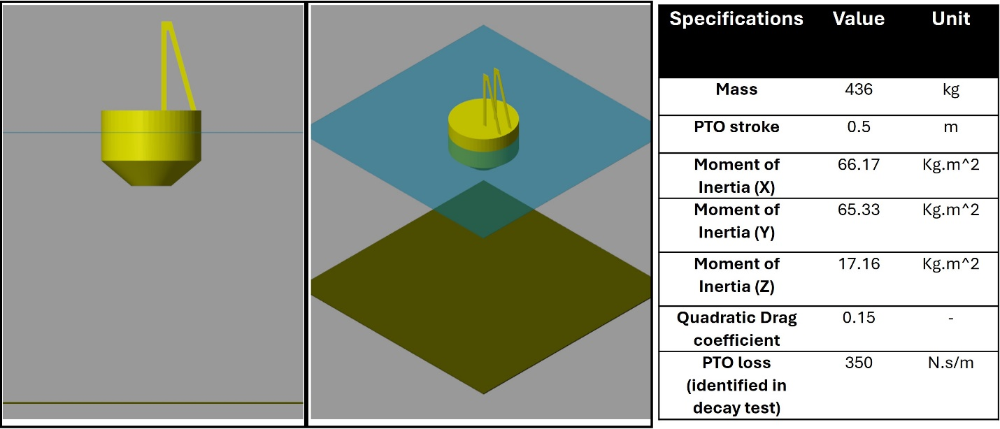 Specifications Value Unit
Mass 436 kg
PTO stroke 0.5 m
Moment of 66.17 Kg.m^2
Inertia (X)
Moment of 65.33 Kg.m^2
Inertia (Y)
Moment of 17.16 Kg.m^2
Inertia (Z)
Quadratic Drag 0.15 -
coefficient
PTO loss 350 N.s/m
(identified in
decay test)